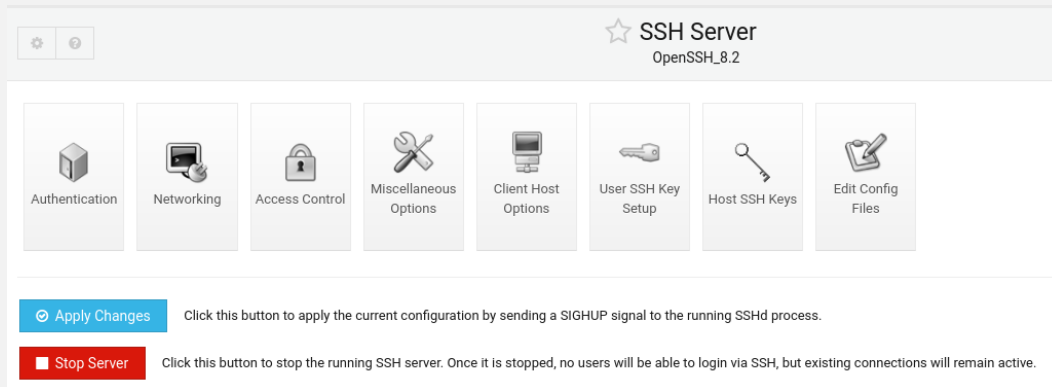 SSH Server
OpenSSH_8.2
Authentication
Networking
Access Control
Miscellaneous
Options
Client Host
Options
User SSH Key
Setup
Host SSH Keys
Edit Config
Files
Apply Changes Click this button to apply the current configuration by sending a SIGHUP signal to the running SSHd process.
Stop Server Click this button to stop the running SSH server. Once it is stopped, no users will be able to login via SSH, but existing connections will remain active.